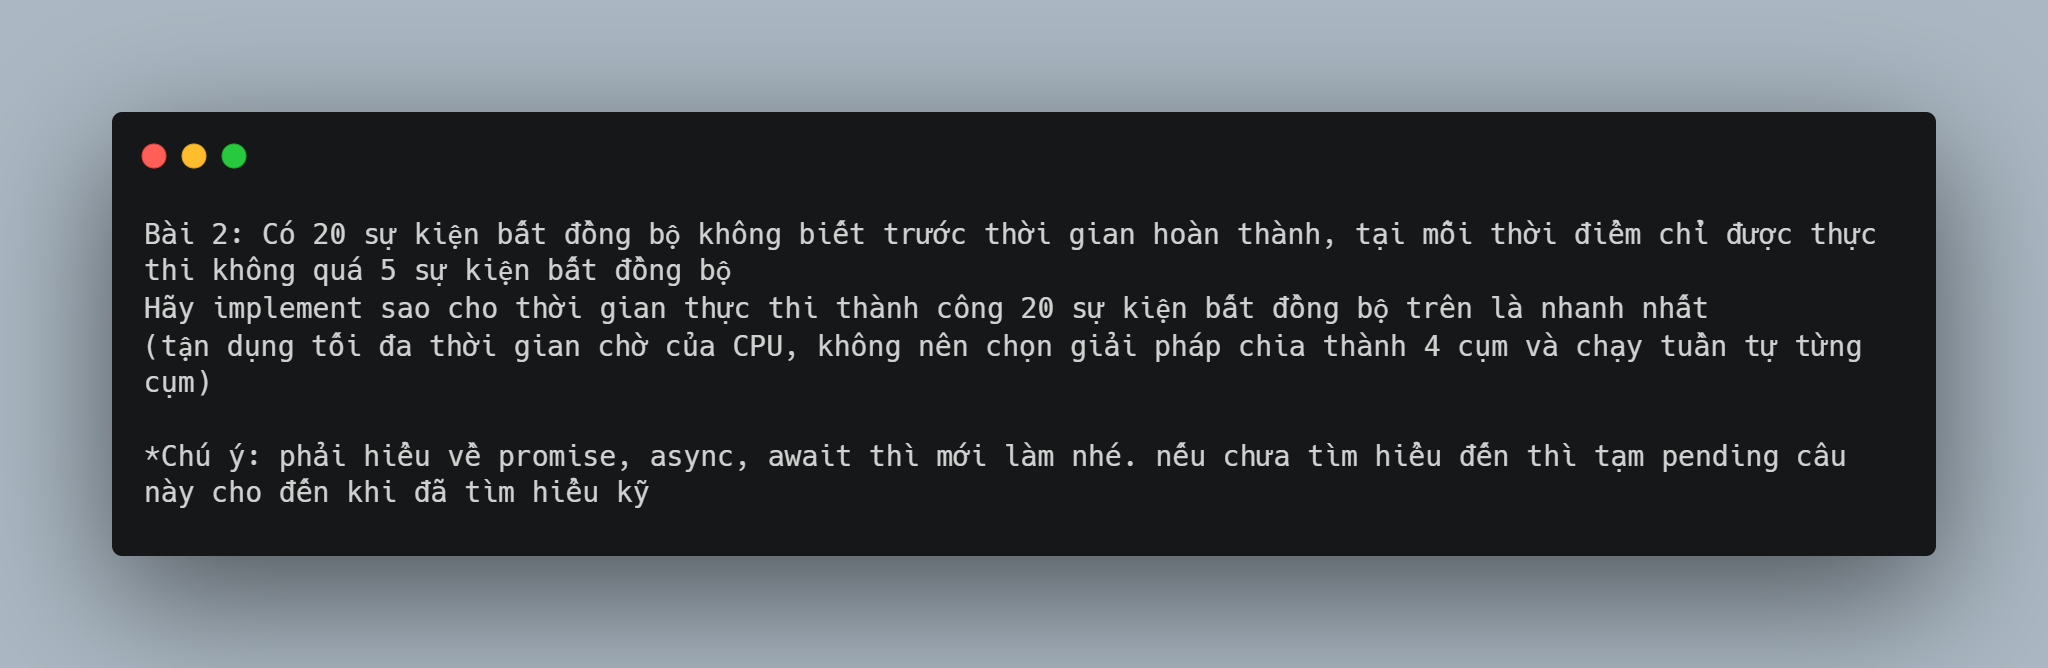 Bài 2: Có 20 sự kiện bất đồng bộ không biết trước thời gian hoàn thành, tại mỗi thời điểm chỉ được thực
thi không quá 5 sự kiện bất đồng bộ
Hãy implement sao cho thời gian thực thi thành công 20 sự kiện bất đồng bộ trên là nhanh nhất
(tận dụng tối đa thời gian chờ của CPU, không nên chọn giải pháp chia thành 4 cụm và chạy tuần tự từng
cụm)
*Chú ý: phải hiểu về promise, async, await thì mới làm nhé. nếu chưa tìm hiểu đến thì tạm pending câu
này cho đến khi đã tìm hiểu kỹ